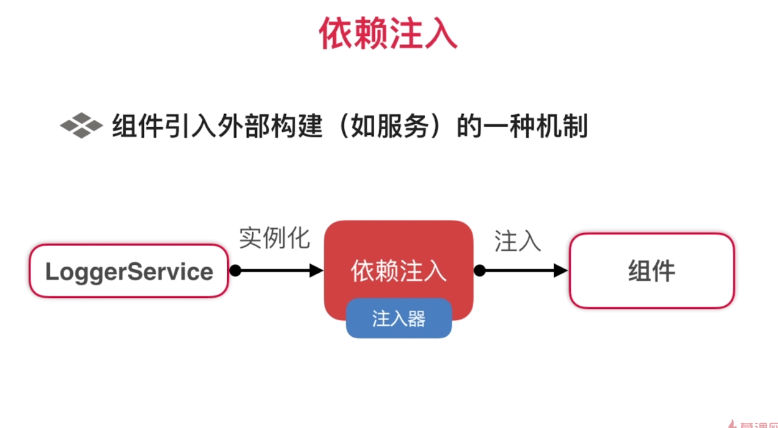 依赖注入
组件引入外部构建（如服务）的一种机制
实例化
注入
LoggerService
依赖注入
组件
注入器